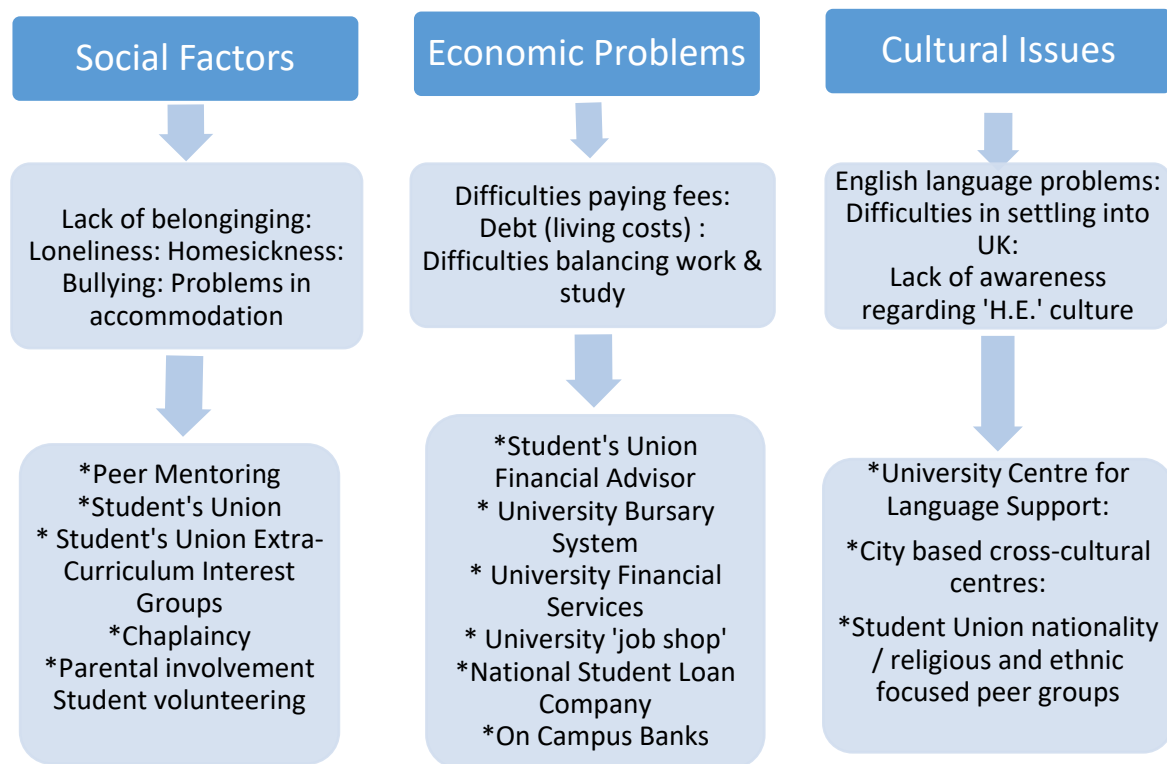 Social Factors
Lack of belonginging:
Loneliness: Homesickness:
Bullying: Problems in
accommodation
*Peer Mentoring
*Student's Union
* Student's Union Extra-
Curriculum Interest
Groups
*Chaplaincy
*Parental involvement
Student volunteering
Economic Problems
Difficulties paying fees:
Debt (living costs) :
Difficulties balancing work &
study
*Student's Union
Financial Advisor
* University Bursary
System
* University Financial
Services
* University 'job shop'
*National Student Loan
Company
*On Campus Banks
Cultural Issues
English language problems:
Difficulties in settling into
UK:
Lack of awareness
regarding 'H.E.' culture
*University Centre for
Language Support:
*City based cross-cultural
centres:
*Student Union nationality
/ religious and ethnic
focused peer groups